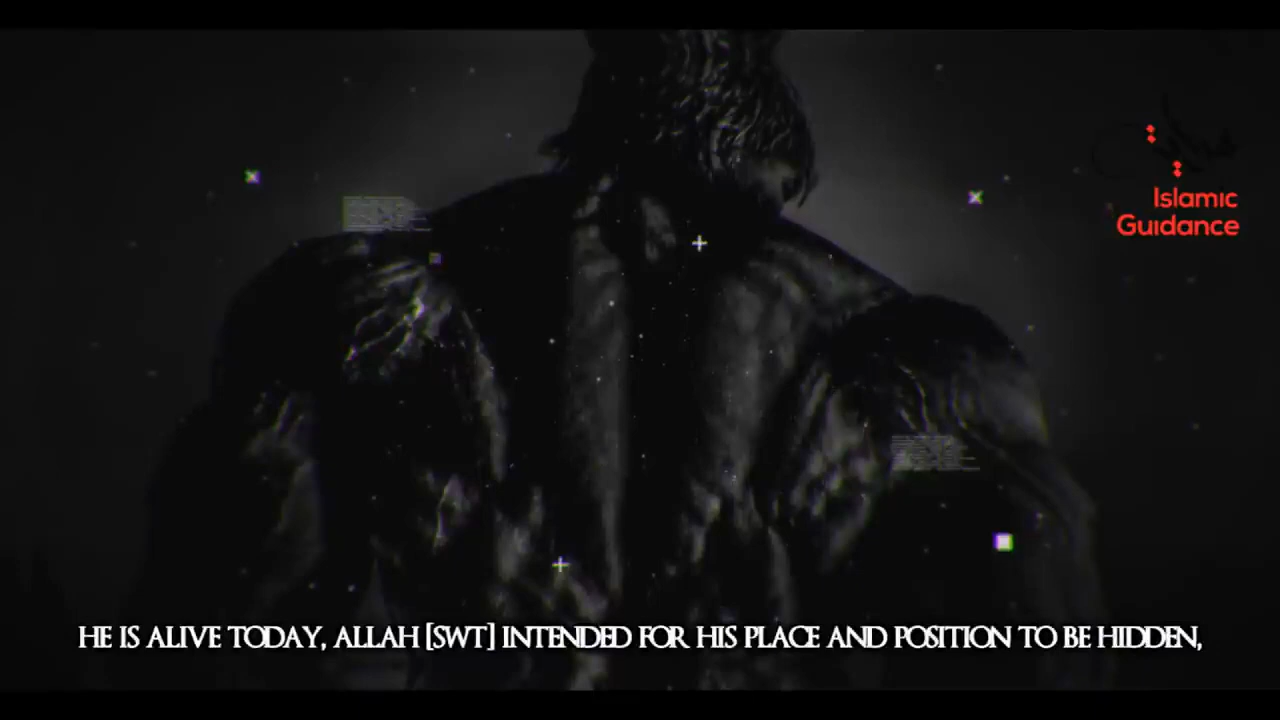 Islamic
Guidance
HE IS ALIVE TODAY, ALLAH [SWT] INTENDED FOR HIS PLACE AND POSITION TO BE HIDDEN,